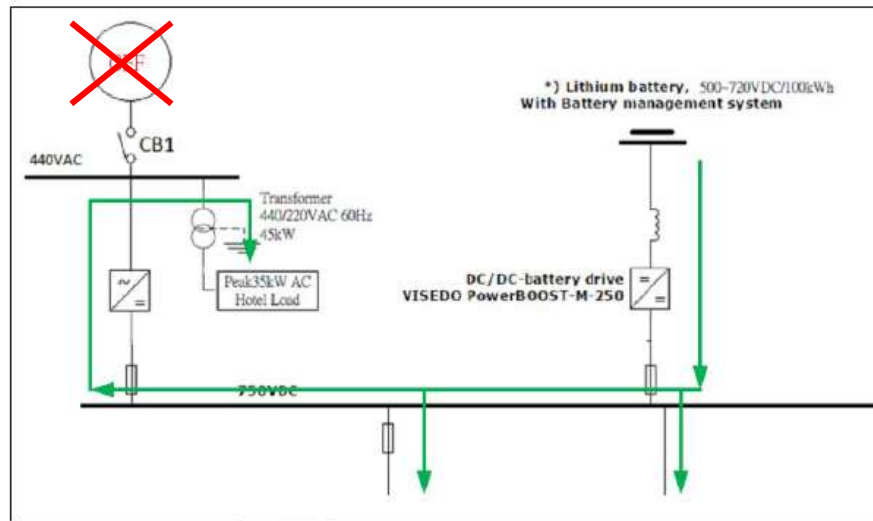 OFF
*) Lithium battery, 500~720VDC/100kWh
With Battery management system
CB1
440VAC
Transformer
440/220VAC 60Hz
45kW
Peak35kW AC
Hotel Load
DC/DC-battery drive
VISEDO PowerBOOST-M-250
750VDC